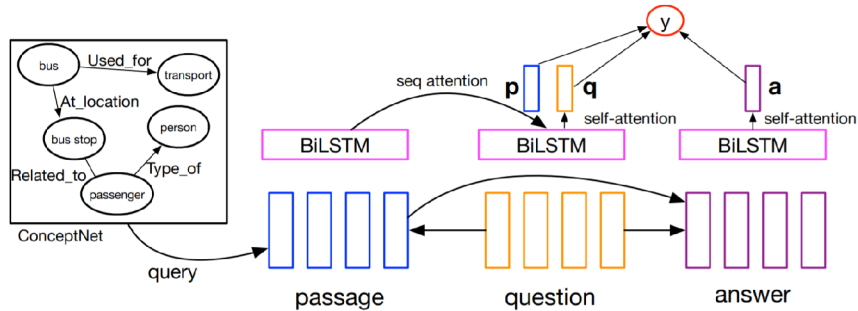 bus
Used_for
transport
At_location
bus stop
person
Related_to
Type_of
passenger
ConceptNet
query
seq attention
p
q
y
a
self-attention
self-attention
BiLSTM
BiLSTM
BiLSTM
passage
question
answer